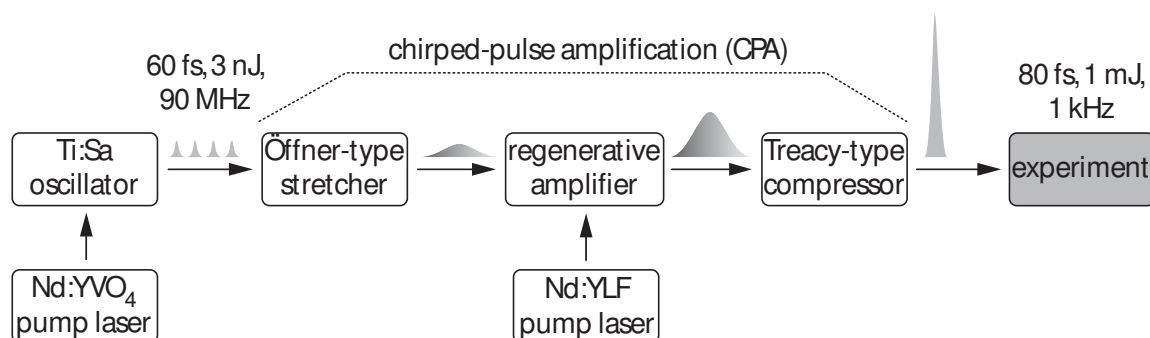 chirped-pulse amplification (CPA)
60 fs, 3 nJ,
90 MHz
80 fs, 1 mJ,
1 kHz
Ti:Sa
oscillator
Öffner-type
stretcher
regenerative
amplifier
Treacy-type
compressor
experiment
Nd:YVO₄
pump laser
Nd:YLF
pump laser